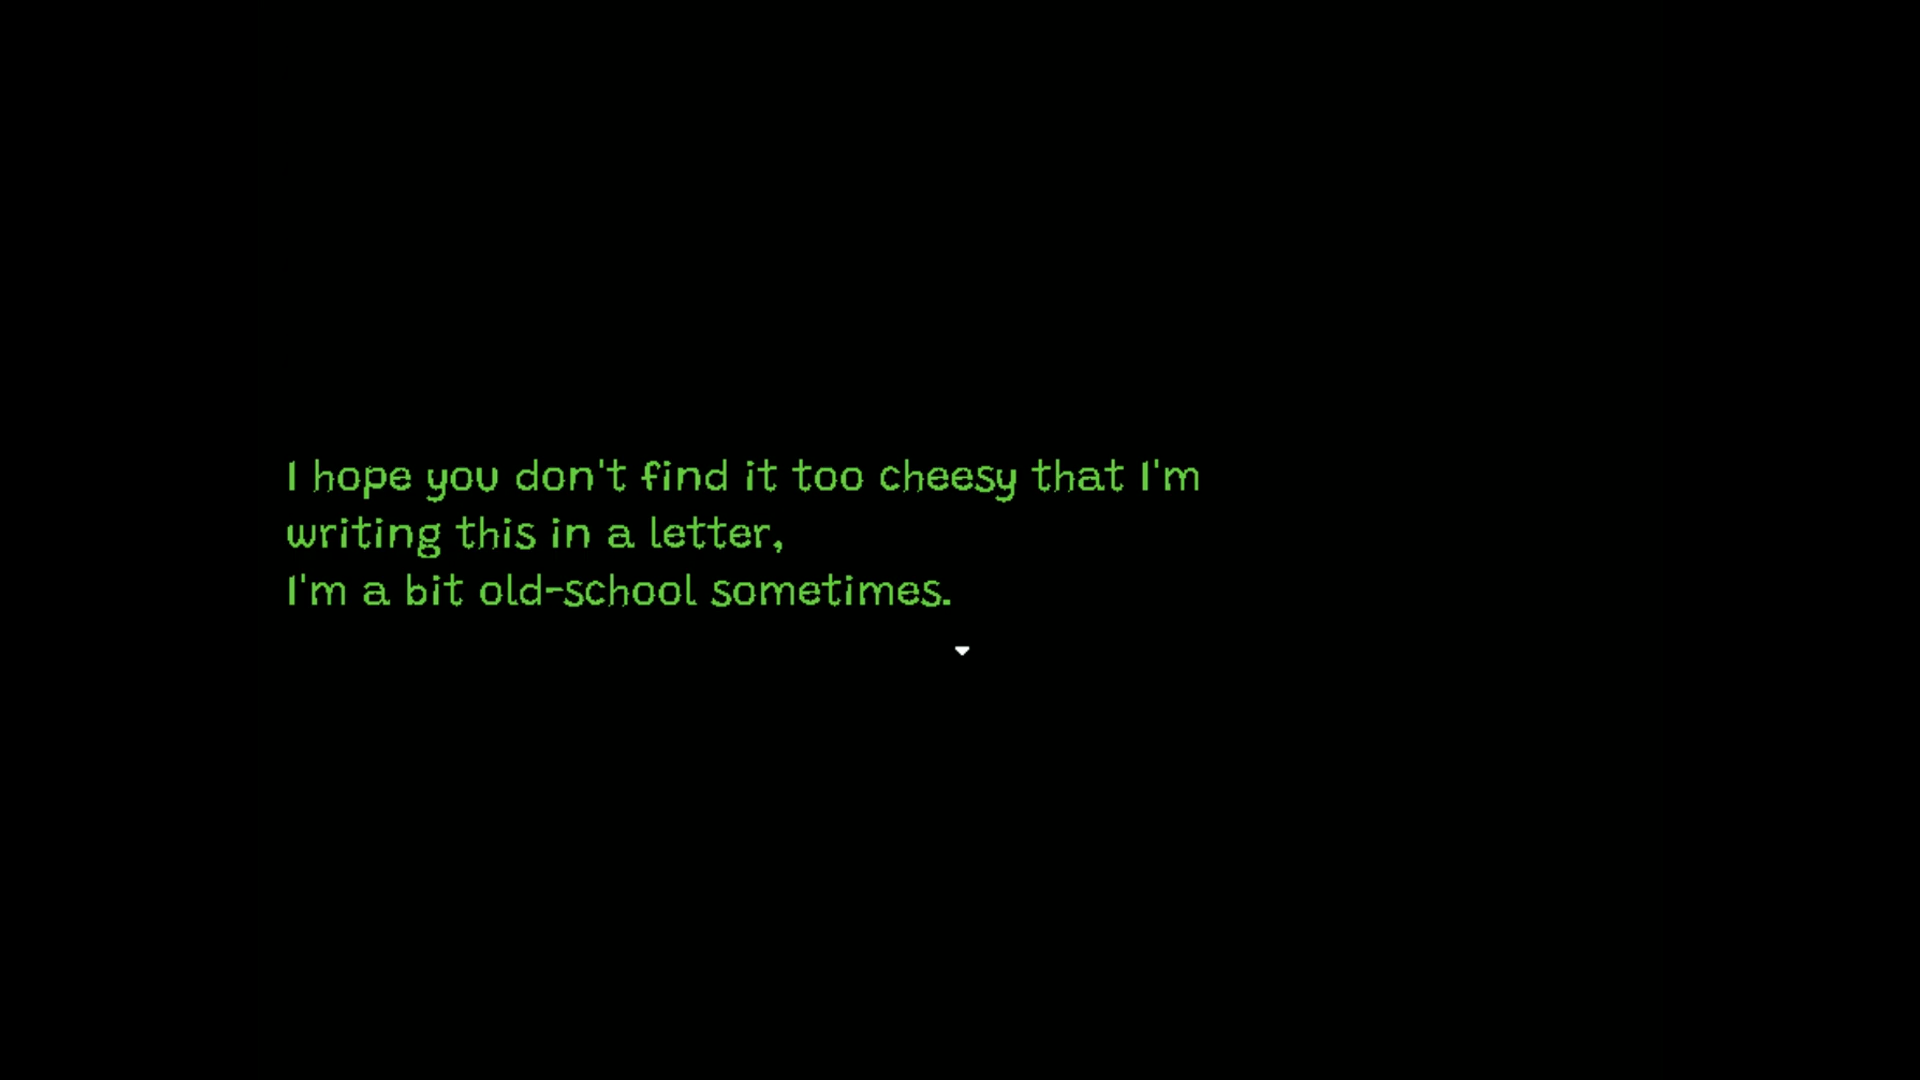 I hope you don't find it too cheesy that I'm
writing this in a letter,
I'm a bit old-school sometimes.